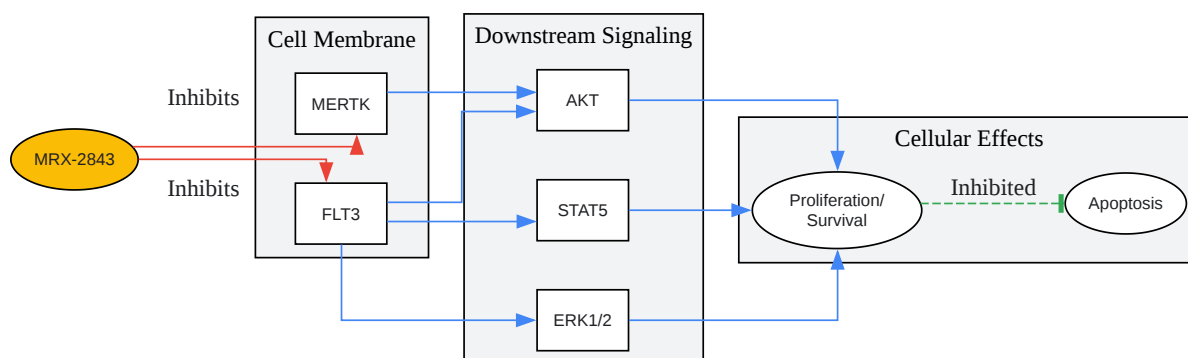 Cell Membrane
Downstream Signaling
Inhibits
MERTK
AKT
Cellular Effects
MRX-2843
Inhibits
FLT3
STAT5
Proliferation/
Survival
Inhibited
Apoptosis
ERK1/2